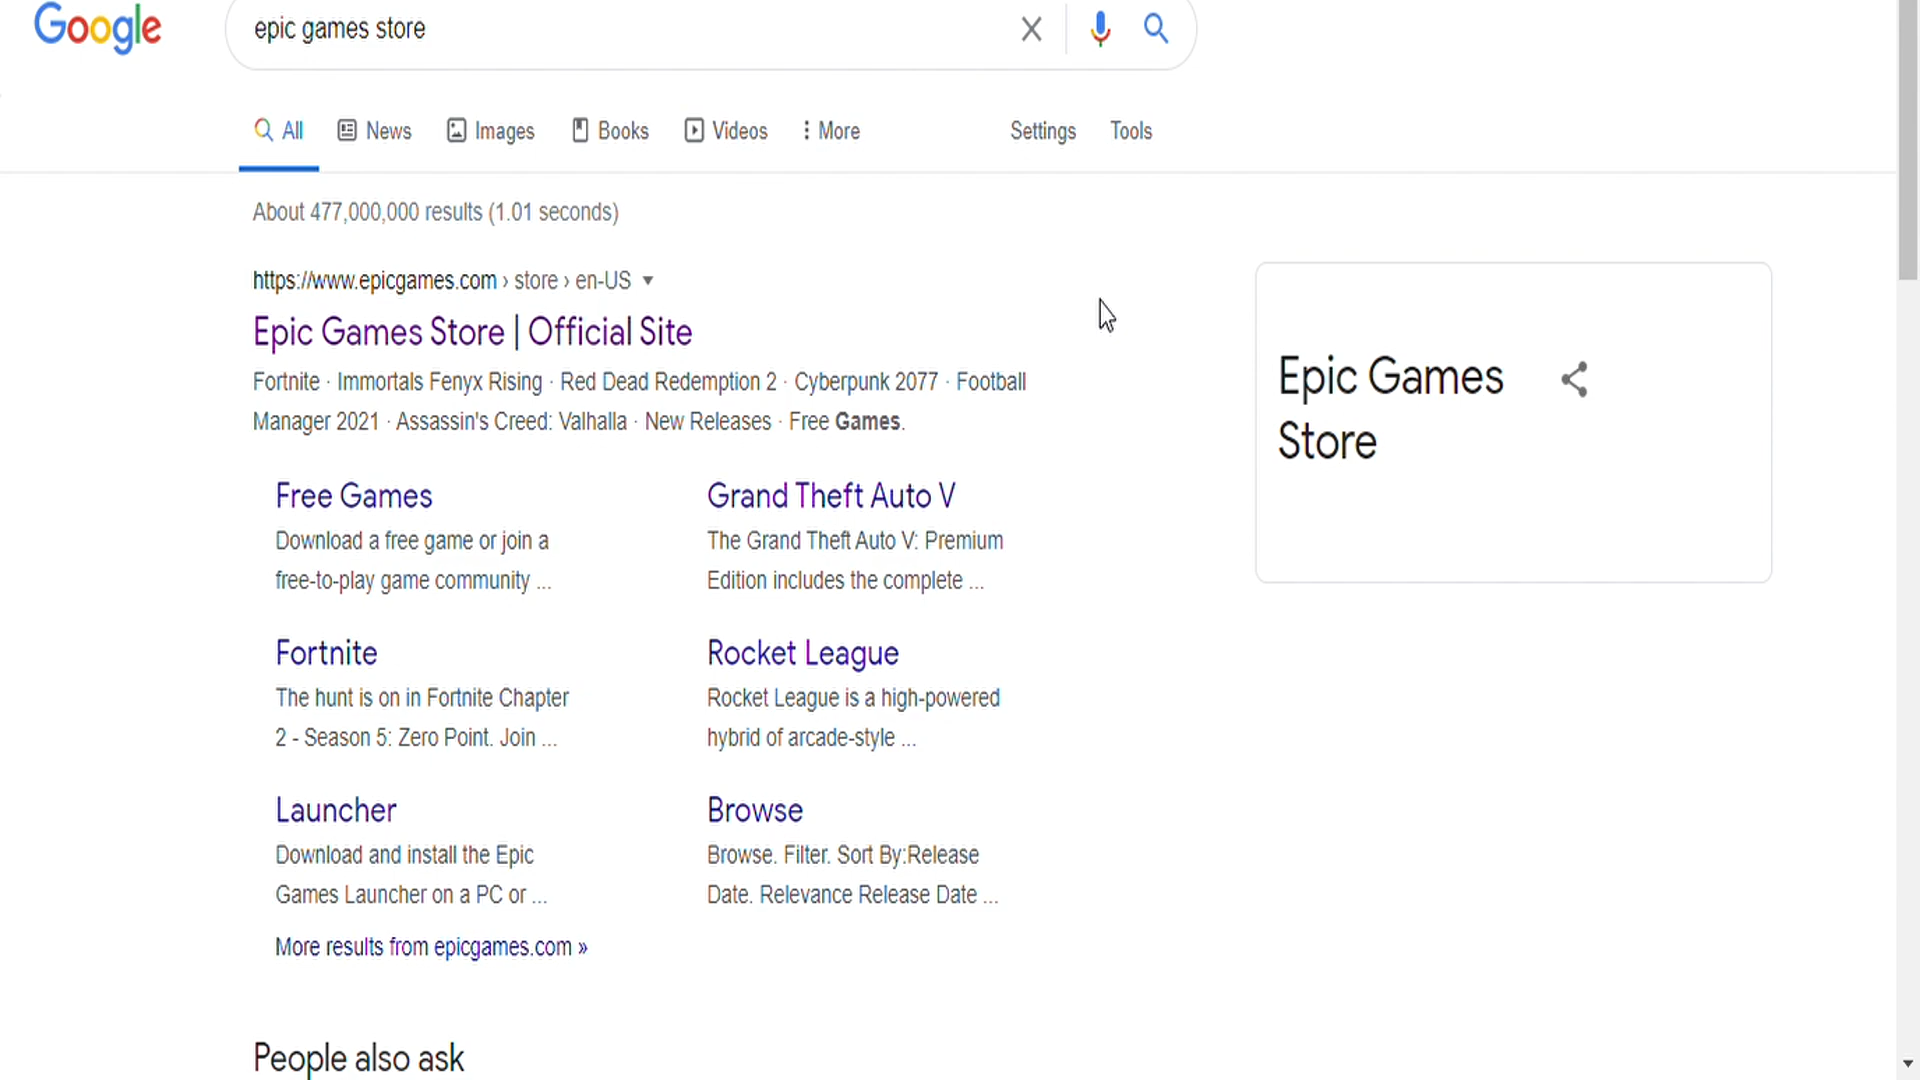 Google
epic games store
All News Images Books Videos More Settings Tools
About 477,000,000 results (1.01 seconds)
https://www.epicgames.com › store › en-US
Epic Games Store | Official Site
Fortnite · Immortals Fenyx Rising · Red Dead Redemption 2 · Cyberpunk 2077 · Football
Manager 2021 · Assassin's Creed: Valhalla · New Releases · Free Games.
Free Games
Download a free game or join a
free-to-play game community ...
Grand Theft Auto V
The Grand Theft Auto V: Premium
Edition includes the complete ...
Fortnite
The hunt is on in Fortnite Chapter
2 - Season 5: Zero Point. Join ...
Rocket League
Rocket League is a high-powered
hybrid of arcade-style ...
Launcher
Download and install the Epic
Games Launcher on a PC or ...
Browse
Browse. Filter. Sort By:Release
Date. Relevance Release Date ...
More results from epicgames.com »
People also ask
Epic Games
Store